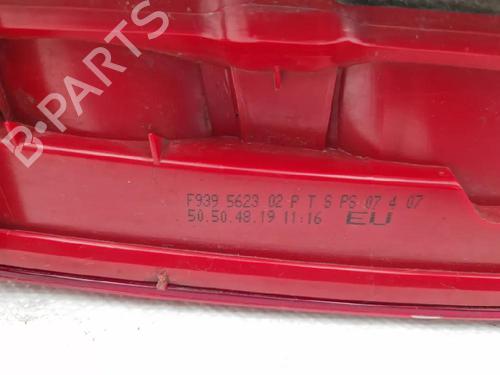 B-PARTS
F939 5623 02 P T S PS 07 4 07
50.50.48.19 11:16 EU